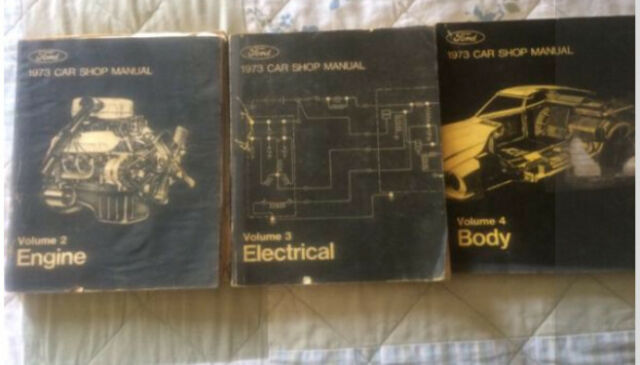 Ford
1973 CAR SHOP MANUAL
Volume 2
Engine
Ford
1973 CAR SHOP MANUAL
Volume 3
Electrical
Ford
1973 CAR SHOP MANUAL
Volume 4
Body